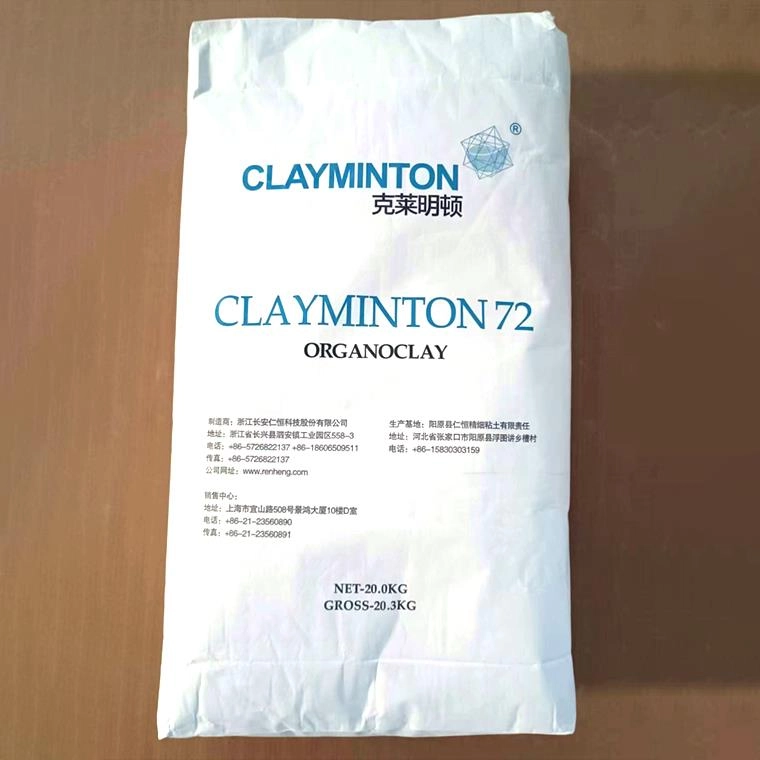 ®
CLAYMINTON
克莱明顿
CLAYMINTON 72
ORGANOCLAY
制造商：浙江长安仁恒科技股份有限公司
地址：浙江省长兴县泗安镇工业园区558-3
电话：+86-5726822137 +86-18606509511
传真：+86-5726822137
公司网址：www.renheng.com
生产基地：阳原县仁恒精细粘土有限责任
地址：河北省张家口市阳原县浮图讲乡槽村
电话：+86-15830303159
销售中心：
地址：上海市宜山路508号景鸿大厦10楼D室
电话：+86-21-23560890
传真：+86-21-23560891
NET-20.0KG
GROSS-20.3KG